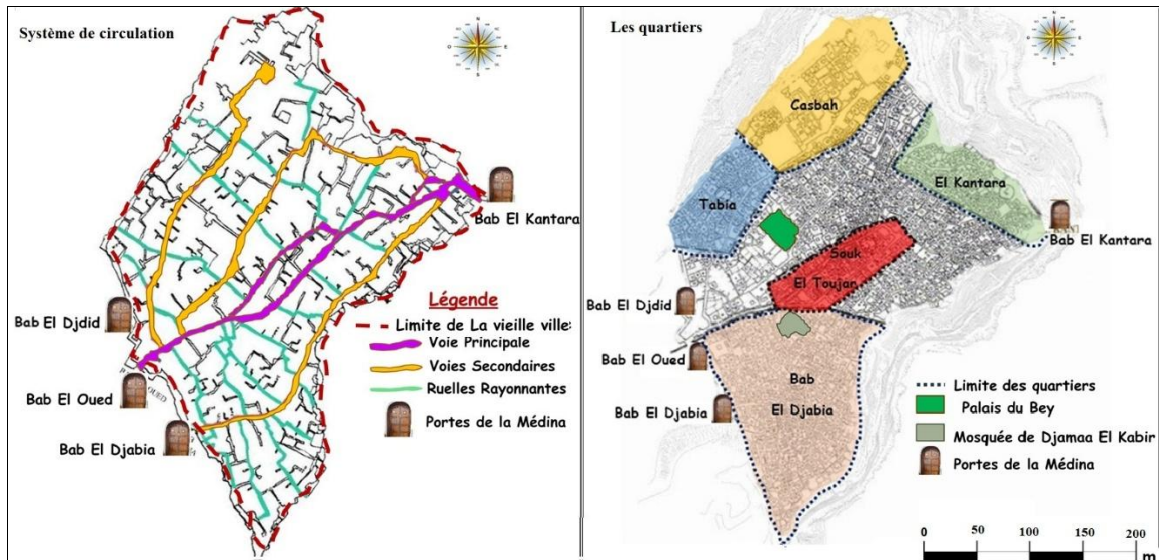 Système de circulation
N
O
E
S
Bab El Kantara
Bab El Djdid
Bab El Oued
Bab El Djabia
Légende
Limite de La vieille ville:
Voie Principale
Voies Secondaires
Ruelles Rayonnantes
Portes de la Médina
Les quartiers
N
O
E
S
Casbah
Tabia
El Kantara
Bab El Kantara
Souk
El Toujar
Bab El Djdid
Bab El Oued
Bab El Djabia
Bab
El Djabia
Limite des quartiers
Palais du Bey
Mosquée de Djamaa El Kabir
Portes de la Médina
0 50 100 150 200
m